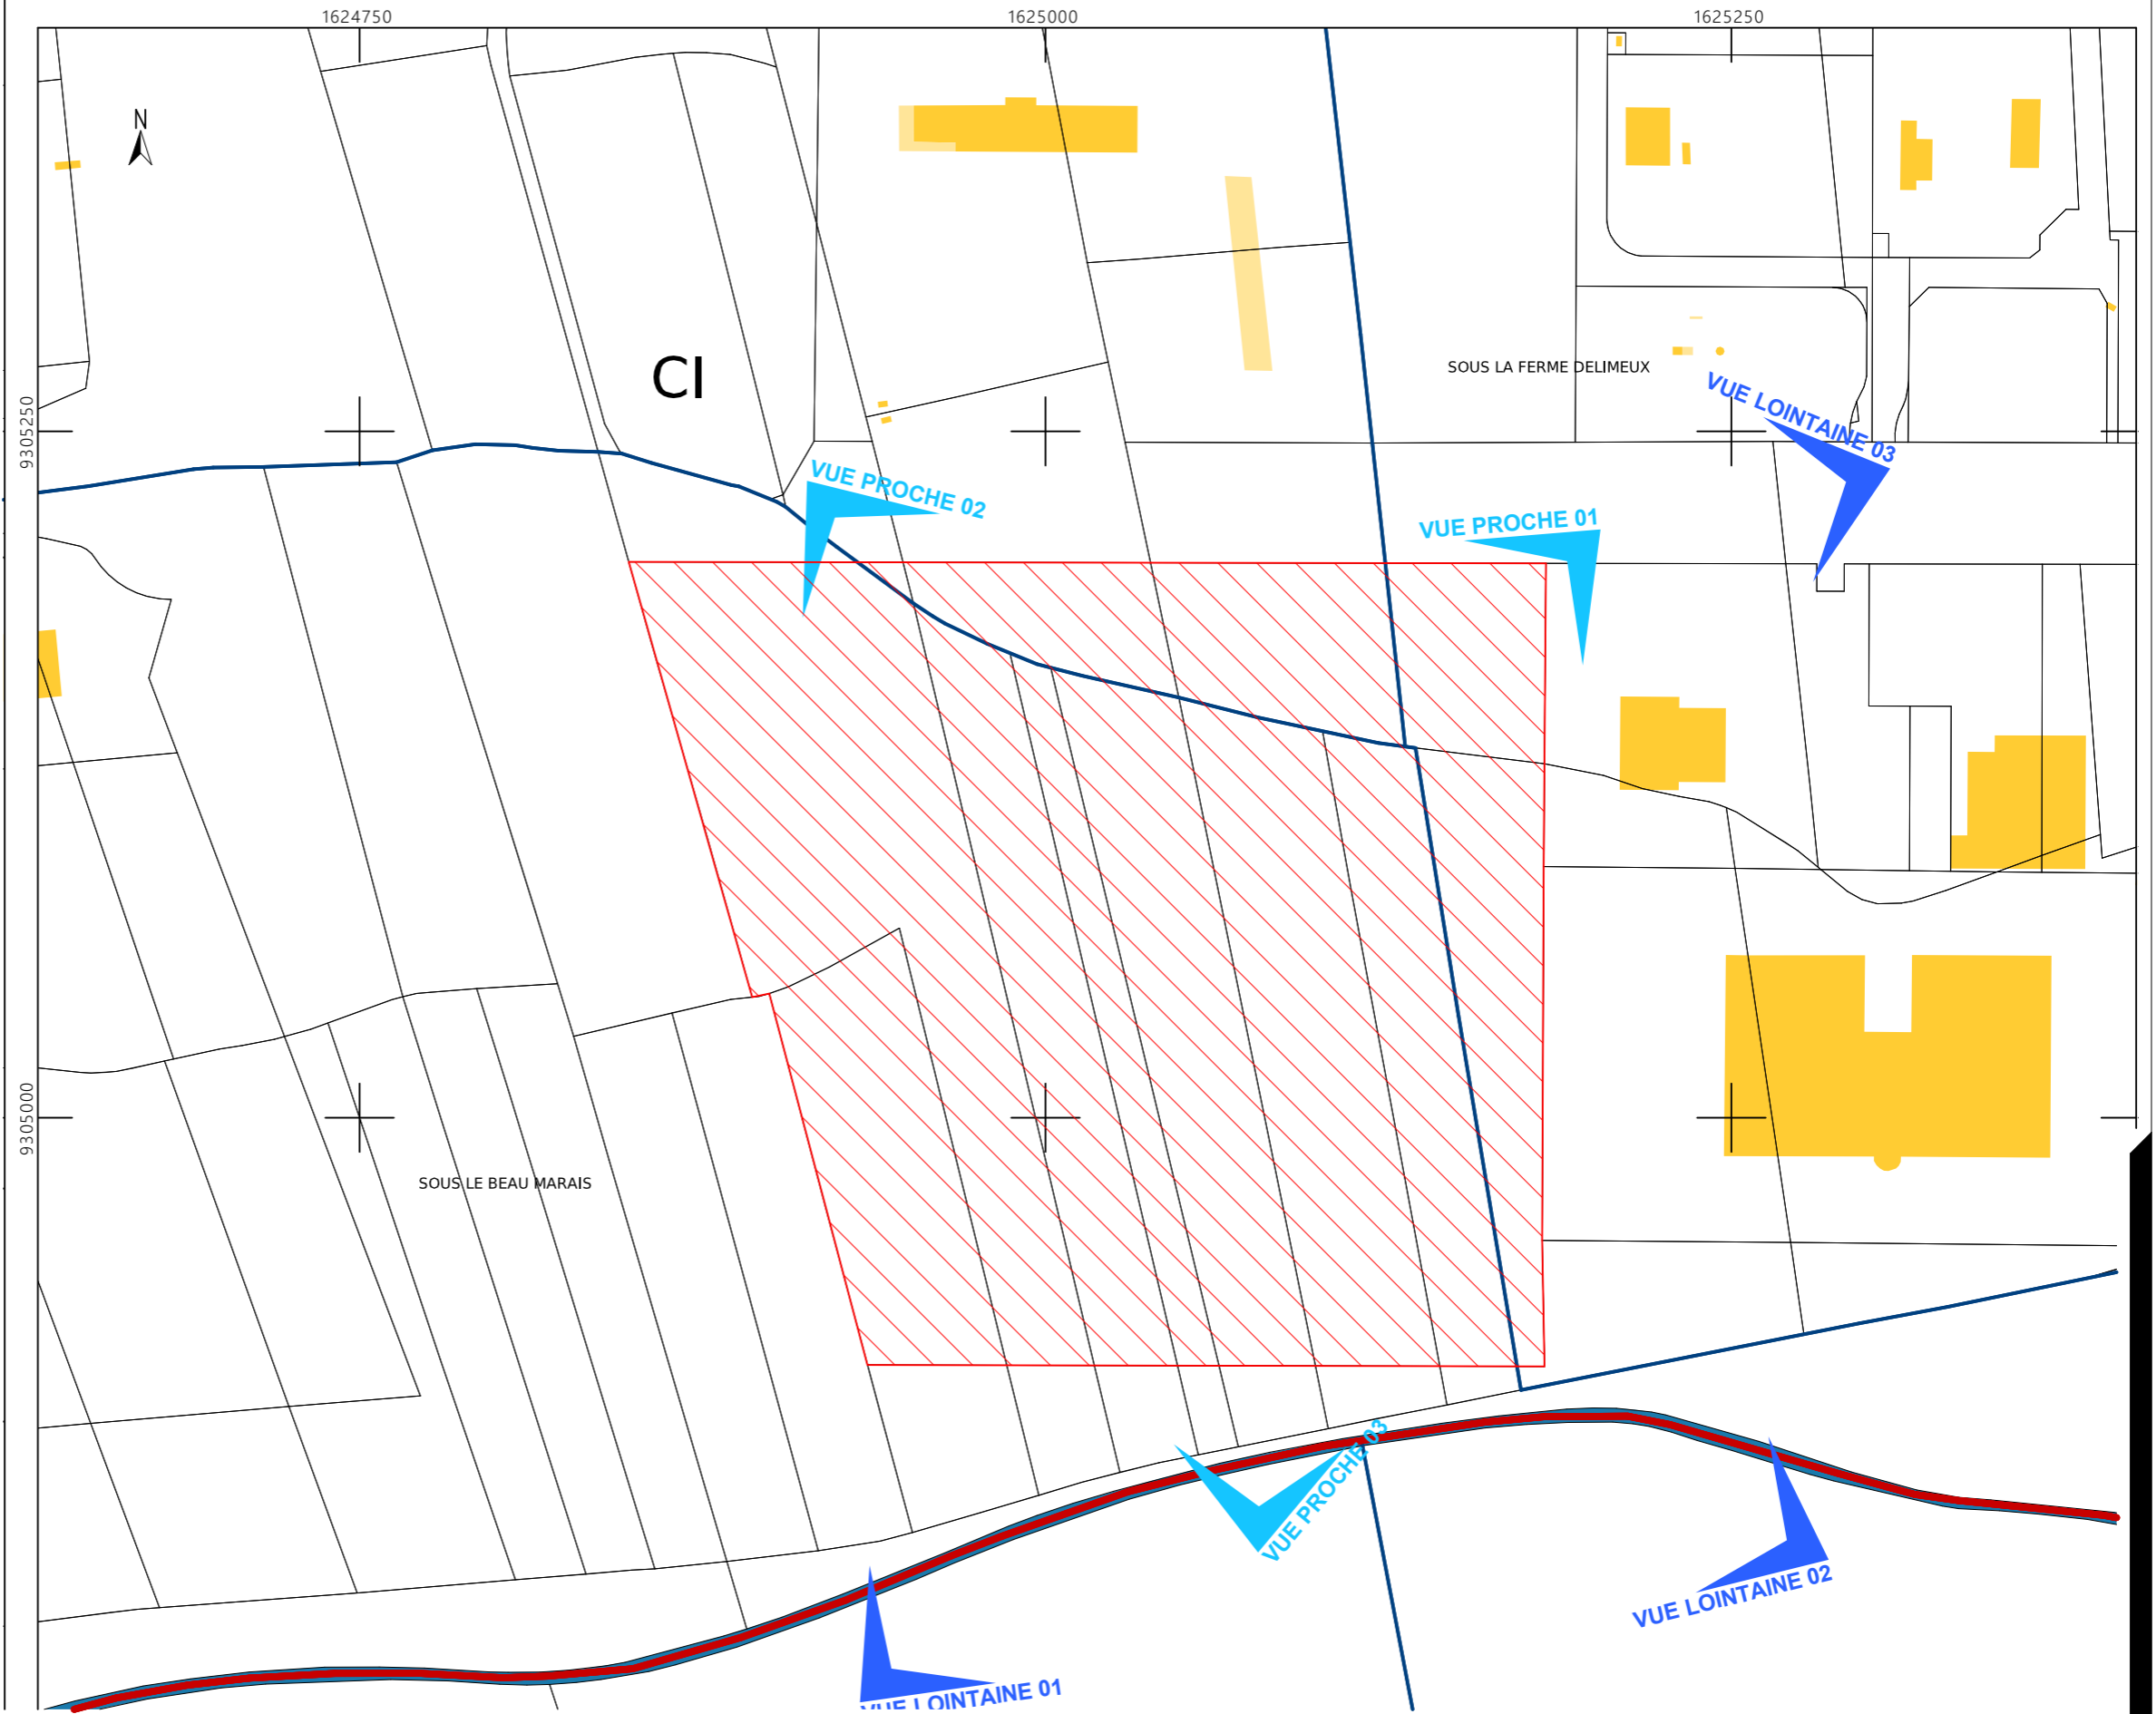 1624750
1625000
1625250
N
CI
SOUS LA FERME DELIMEUX
VUE LOINTAINE 03
9305250
VUE PROCHE 02
VUE PROCHE 01
9305000
SOUS LE BEAU MARAIS
VUE PROCHE 03
VUE LOINTAINE 02
VUE LOINTAINE 01